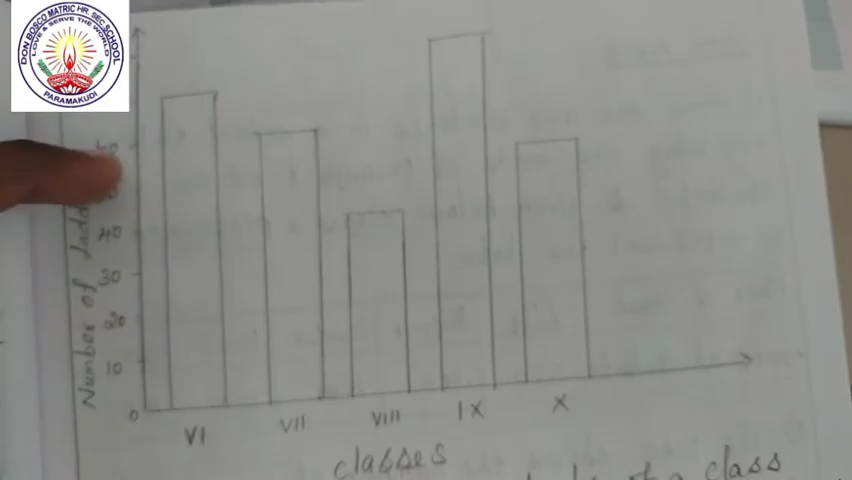 DON BOSCO MATRIC HR. SEC. SCHOOL
LOVE & SERVE THE WORLD
PARAMAKUDI
Number of
40
30
20
10
0
VI VII VIII IX X
classes
of a class